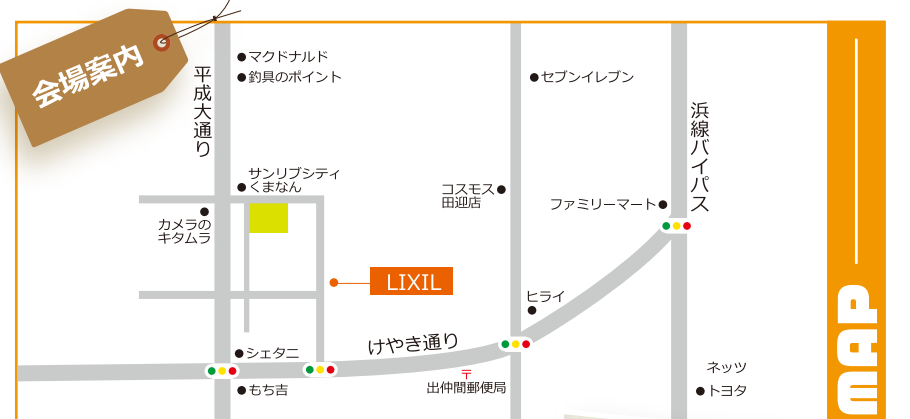 会場案内
平成大通り
マクドナルド
釣具のポイント
セブンイレブン
浜線バイパス
サンリブシティ
くまなん
コスモス
田迎店
ファミリーマート
カメラの
キタムラ
LIXIL
ヒライ
けやき通り
シェタニ
もち吉
〒
出仲間郵便局
ネッツ
トヨタ
MAP